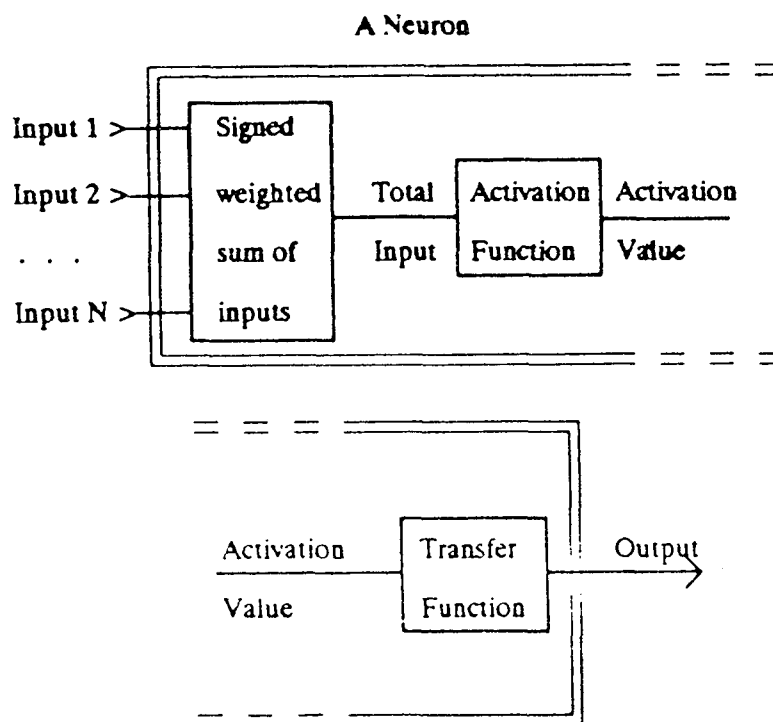 A Neuron
Input 1
Input 2
. . .
Input N
Signed
weighted
sum of
inputs
Total
Input
Activation
Function
Activation
Value
Activation
Value
Transfer
Function
Output